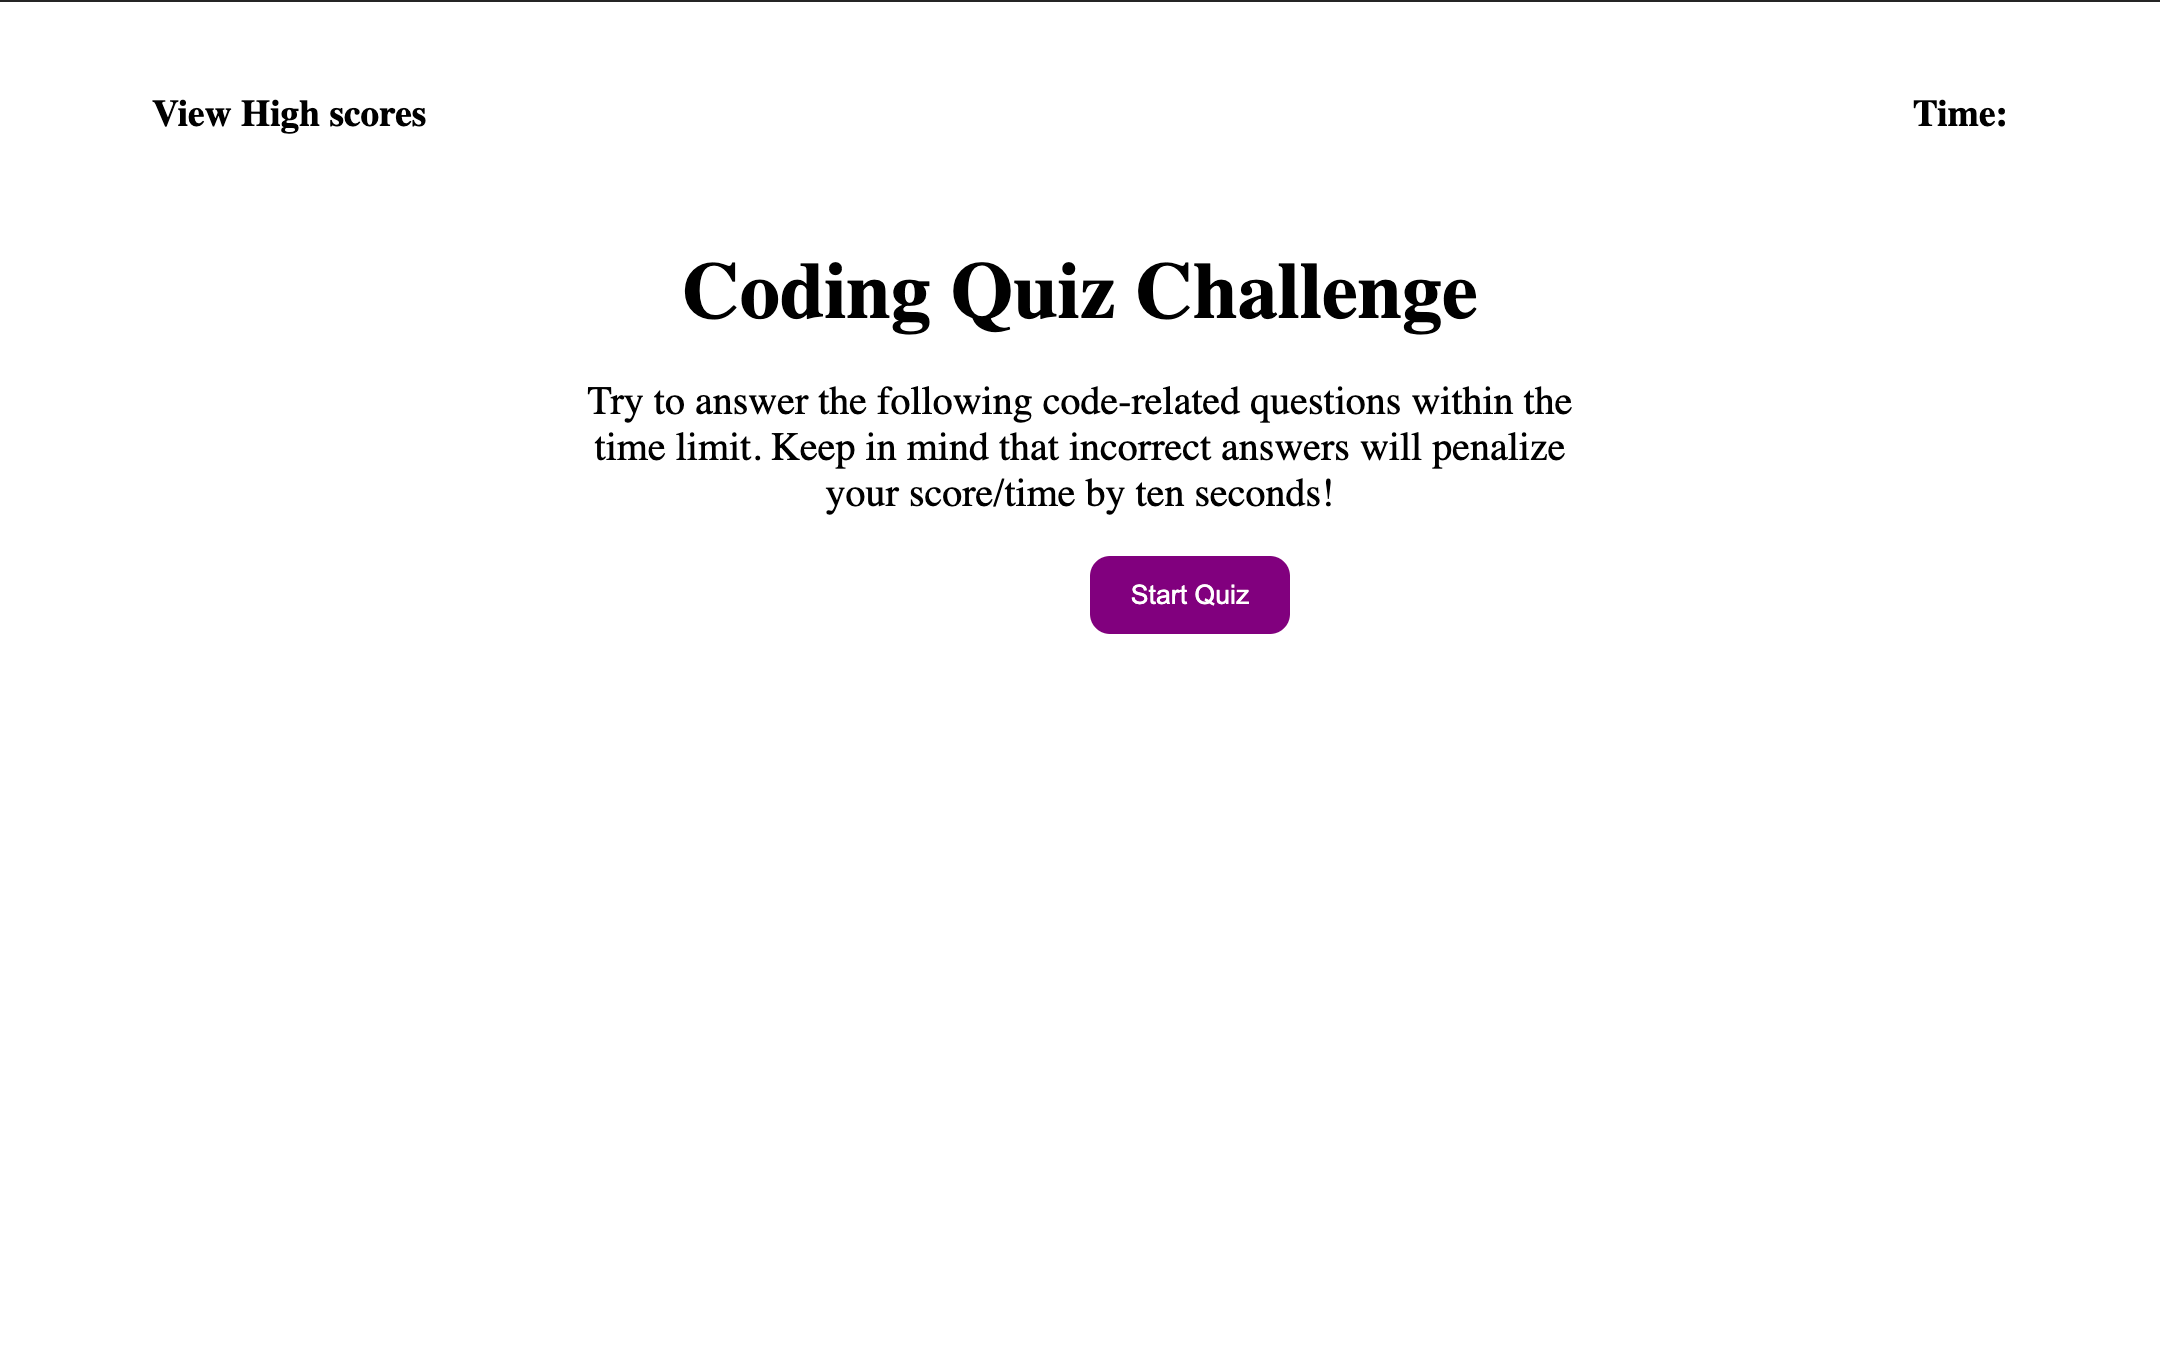 View High scores
Time:
Coding Quiz Challenge
Try to answer the following code-related questions within the
time limit. Keep in mind that incorrect answers will penalize
your score/time by ten seconds!
Start Quiz